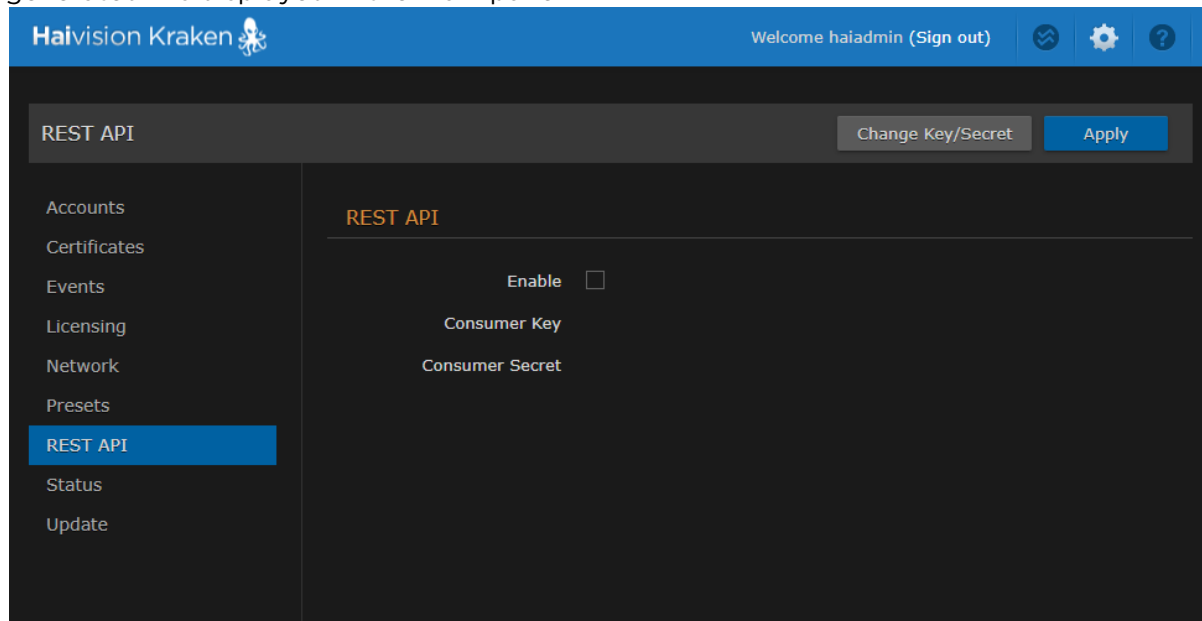 Haivision Kraken
Welcome haiadmin (Sign out)
REST API
Change Key/Secret
Apply
Accounts
Certificates
Events
Licensing
Network
Presets
REST API
Status
Update
REST API
Enable
Consumer Key
Consumer Secret